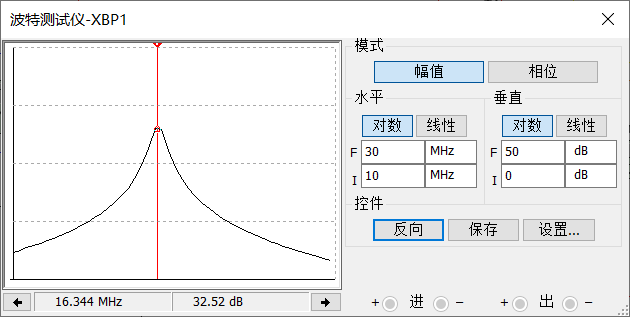 波特测试仪-XBP1
模式
幅值 相位
水平 垂直
对数 线性 对数 线性
F 30 MHz F 50 dB
I 10 MHz I 0 dB
控件
反向 保存 设置...
16.344 MHz 32.52 dB + 进 − + 出 −